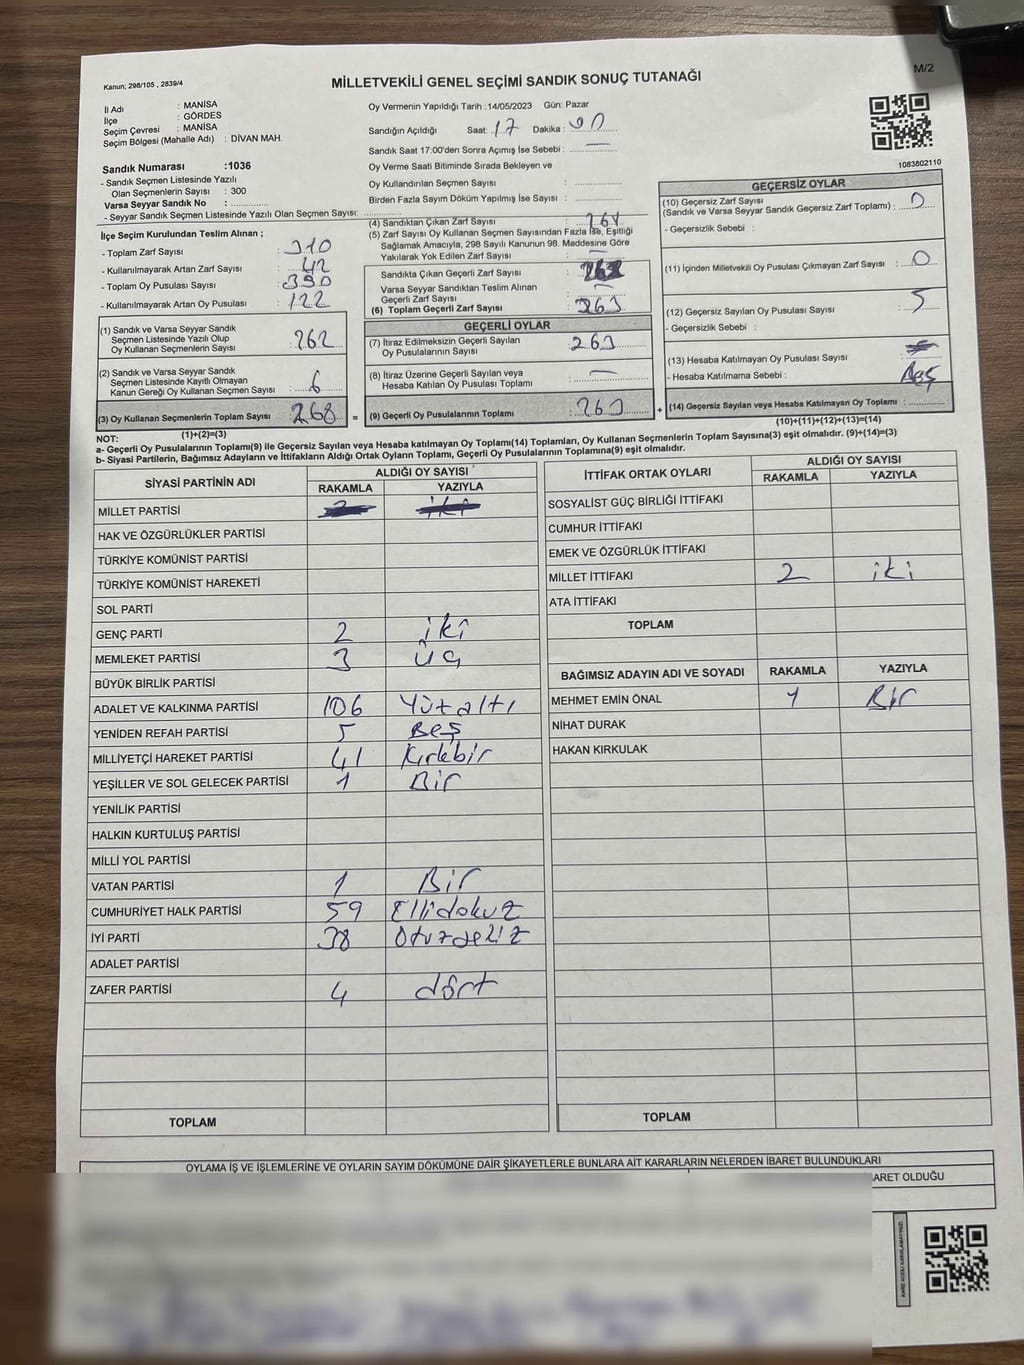 Kanun; 298/105 , 2839/4
MİLLETVEKİLİ GENEL SEÇİMİ SANDIK SONUÇ TUTANAĞI
M/2
İl Adı : MANİSA
İlçe : GÖRDES
Seçim Çevresi : MANİSA
Seçim Bölgesi (Mahalle Adı) : DİVAN MAH.
Sandık Numarası :1036
- Sandık Seçmen Listesinde Yazılı
Olan Seçmenlerin Sayısı : 300
Varsa Seyyar Sandık No :
- Seyyar Sandık Seçmen Listesinde Yazılı Olan Seçmen Sayısı:
Oy Vermenin Yapıldığı Tarih :14/05/2023 Gün: Pazar
Sandığın Açıldığı Saat: 17 Dakika: 00
Sandık Saat 17:00'den Sonra Açımış İse Sebebi : —
Oy Verme Saati Bitiminde Sırada Bekleyen ve
Oy Kullandırılan Seçmen Sayısı :
Birden Fazla Sayım Döküm Yapılmış İse Sayısı :
1083802110
İlçe Seçim Kurulundan Teslim Alınan ;
- Toplam Zarf Sayısı : 310
- Kullanılmayarak Artan Zarf Sayısı : 42
- Toplam Oy Pusulası Sayısı : 390
- Kullanılmayarak Artan Oy Pusulası : 122
(1) Sandık ve Varsa Seyyar Sandık
Seçmen Listesinde Yazılı Olup
Oy Kullanan Seçmenlerin Sayısı : 262
(2) Sandık ve Varsa Seyyar Sandık
Seçmen Listesinde Kayıtlı Olmayan
Kanun Gereği Oy Kullanan Seçmen Sayısı : 6
(3) Oy Kullanan Seçmenlerin Toplam Sayısı : 268 =
(1)+(2)=(3)
(4) Sandıktan Çıkan Zarf Sayısı :
(5) Zarf Sayısı Oy Kullanan Seçmen Sayısından Fazla İse, Eşitliği
Sağlamak Amacıyla, 298 Sayılı Kanunun 98. Maddesine Göre
Yakılarak Yok Edilen Zarf Sayısı : —
Sandıkta Çıkan Geçerli Zarf Sayısı :
Varsa Seyyar Sandıktan Teslim Alınan
Geçerli Zarf Sayısı : —
(6) Toplam Geçerli Zarf Sayısı : 263
GEÇERLİ OYLAR
(7) İtiraz Edilmeksizin Geçerli Sayılan
Oy Pusulalarının Sayısı : 263
(8) İtiraz Üzerine Geçerli Sayılan veya
Hesaba Katılan Oy Pusulası Toplamı : —
(9) Geçerli Oy Pusulalarının Toplamı : 263 +
GEÇERSİZ OYLAR
(10) Geçersiz Zarf Sayısı
(Sandık ve Varsa Seyyar Sandık Geçersiz Zarf Toplamı) : 0
- Geçersizlik Sebebi :
(11) İçinden Milletvekili Oy Pusulası Çıkmayan Zarf Sayısı : 0
(12) Geçersiz Sayılan Oy Pusulası Sayısı : 5
- Geçersizlik Sebebi :
(13) Hesaba Katılmayan Oy Pusulası Sayısı :
- Hesaba Katılmama Sebebi : Beş
(14) Geçersiz Sayılan veya Hesaba Katılmayan Oy Toplamı :
(10)+(11)+(12)+(13)=(14)
NOT:
a- Geçerli Oy Pusulalarının Toplamı(9) ile Geçersiz Sayılan veya Hesaba katılmayan Oy Toplamı(14) Toplamları, Oy Kullanan Seçmenlerin Toplam Sayısına(3) eşit olmalıdır. (9)+(14)=(3)
b- Siyasi Partilerin, Bağımsız Adayların ve İttifakların Aldığı Ortak Oyların Toplamı, Geçerli Oy Pusulalarının Toplamına(9) eşit olmalıdır.
SİYASİ PARTİNİN ADI ALDIĞI OY SAYISI
RAKAMLA YAZIYLA
MİLLET PARTİSİ 2 iki
HAK VE ÖZGÜRLÜKLER PARTİSİ
TÜRKİYE KOMÜNİST PARTİSİ
TÜRKİYE KOMÜNİST HAREKETİ
SOL PARTİ
GENÇ PARTİ 2 iki
MEMLEKET PARTİSİ 3 üç
BÜYÜK BİRLİK PARTİSİ
ADALET VE KALKINMA PARTİSİ 106 Yüzaltı
YENİDEN REFAH PARTİSİ 5 Beş
MİLLİYETÇİ HAREKET PARTİSİ 41 Kırkbir
YEŞİLLER VE SOL GELECEK PARTİSİ 1 Bir
YENİLİK PARTİSİ
HALKIN KURTULUŞ PARTİSİ
MİLLİ YOL PARTİSİ
VATAN PARTİSİ 1 Bir
CUMHURİYET HALK PARTİSİ 59 Ellidokuz
İYİ PARTİ 38 Otuzsekiz
ADALET PARTİSİ
ZAFER PARTİSİ 4 dört
TOPLAM
İTTİFAK ORTAK OYLARI ALDIĞI OY SAYISI
RAKAMLA YAZIYLA
SOSYALİST GÜÇ BİRLİĞİ İTTİFAKI
CUMHUR İTTİFAKI
EMEK VE ÖZGÜRLÜK İTTİFAKI
MİLLET İTTİFAKI 2 iki
ATA İTTİFAKI
TOPLAM
BAĞIMSIZ ADAYIN ADI VE SOYADI RAKAMLA YAZIYLA
MEHMET EMİN ÖNAL 1 Bir
NİHAT DURAK
HAKAN KIRKULAK
TOPLAM
OYLAMA İŞ VE İŞLEMLERİNE VE OYLARIN SAYIM DÖKÜMÜNE DAİR ŞİKAYETLERLE BUNLARA AİT KARARLARIN NELERDEN İBARET BULUNDUKLARI
ARET OLDUĞU
KARE KODU KARALAMAYINIZ!